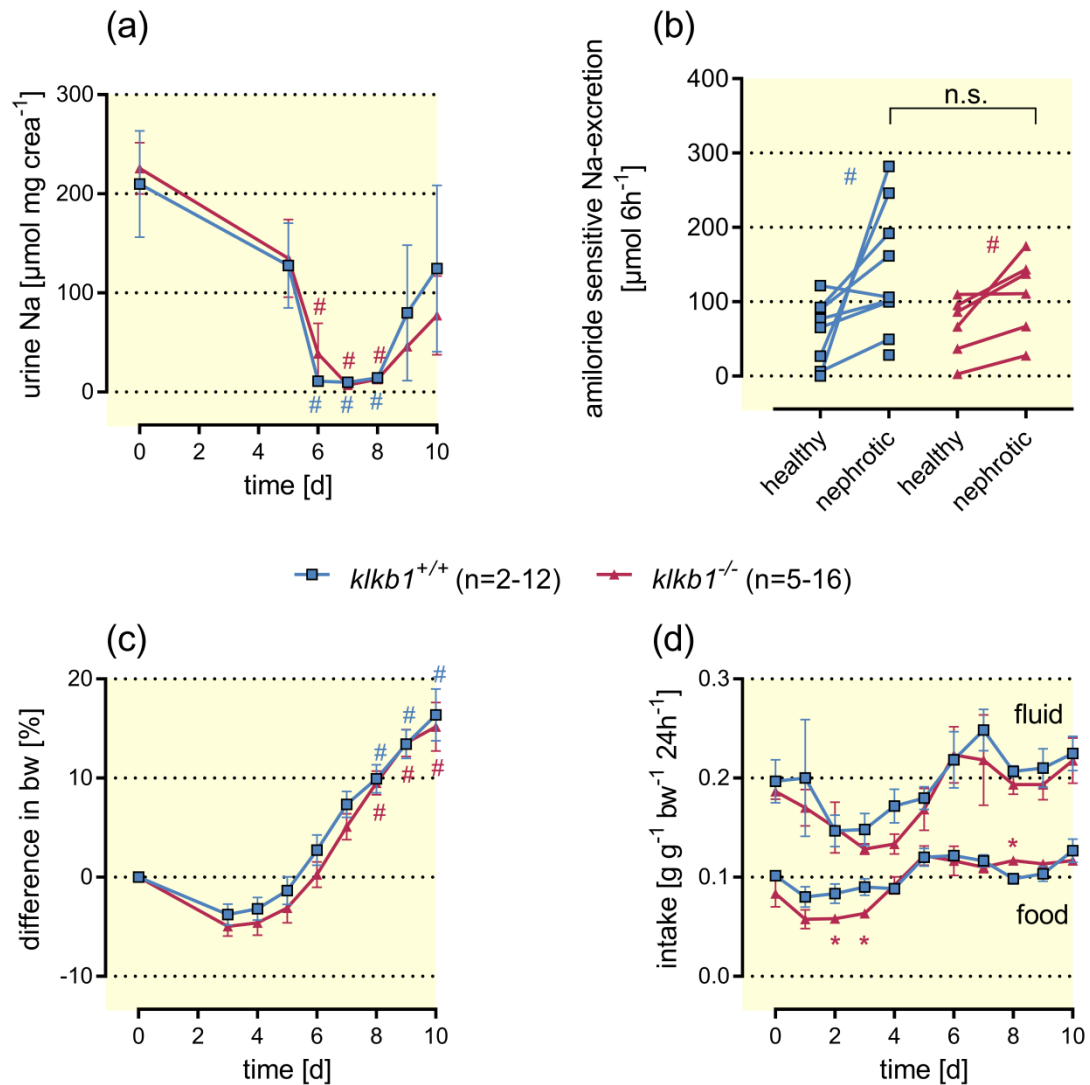 (a)
urine Na [µmol mg crea⁻¹]
300
200
100
0
#
#
#
#
#
#
0
2
4
6
8
10
time [d]
(b)
amiloride sensitive Na-excretion
[µmol 6h⁻¹]
400
300
200
100
0
n.s.
#
#
healthy
nephrotic
healthy
nephrotic
klkb1⁺/⁺ (n=2-12)
klkb1⁻/⁻ (n=5-16)
(c)
difference in bw [%]
20
10
0
-10
#
#
#
#
#
#
0
2
4
6
8
10
time [d]
(d)
intake [g g⁻¹ bw⁻¹ 24h⁻¹]
0.3
0.2
0.1
0.0
fluid
*
food
*
*
0
2
4
6
8
10
time [d]